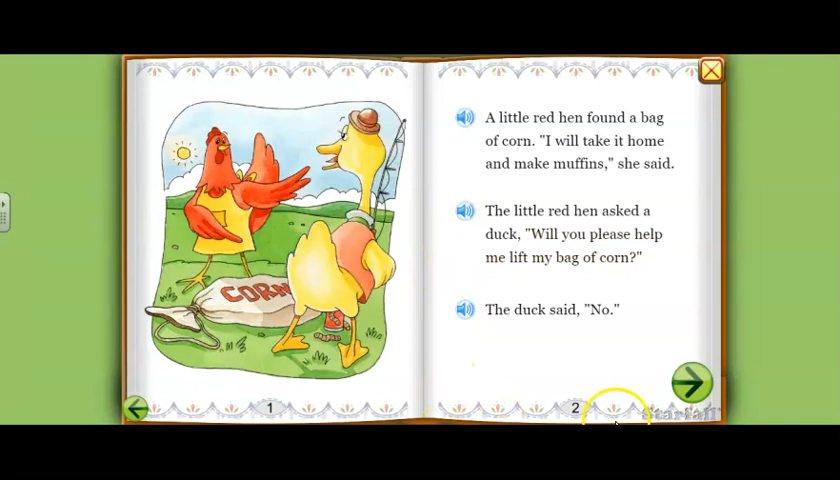 CORN
A little red hen found a bag
of corn. "I will take it home
and make muffins," she said.
The little red hen asked a
duck, "Will you please help
me lift my bag of corn?"
The duck said, "No."
1
2
Starfall